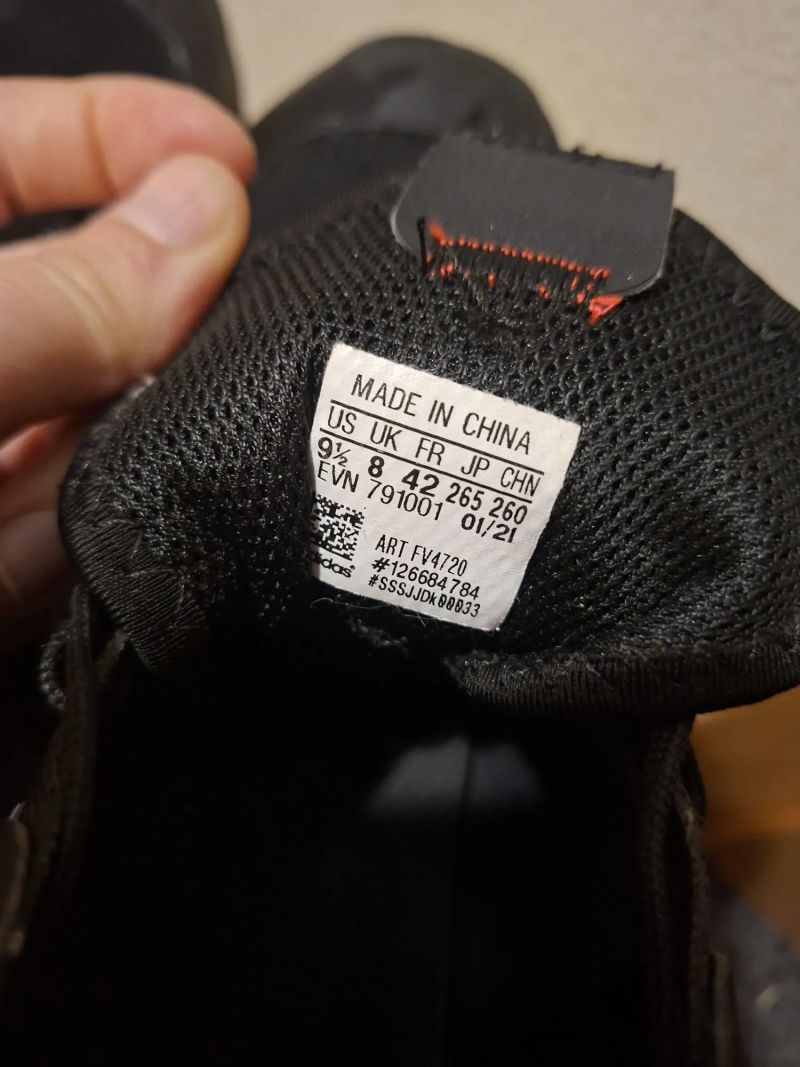 MADE IN CHINA
US UK FR JP CHN
9½ 8 42 265 260
EVN 791001 01/21
ART FV4720
#126684784
#SSSJJDk00033